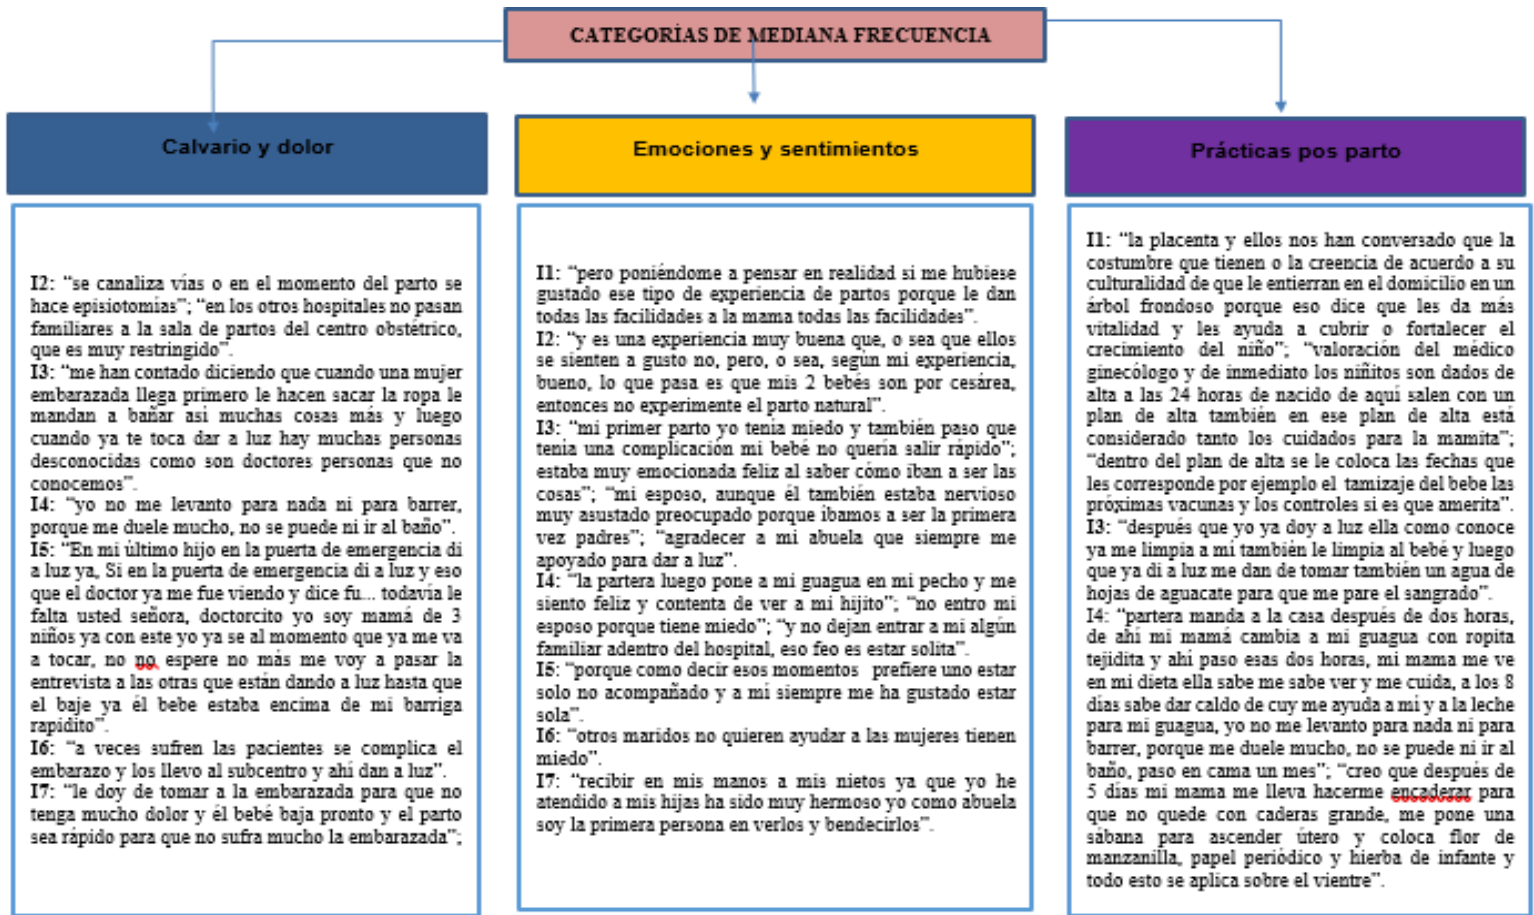 CATEGORÍAS DE MEDIANA FRECUENCIA
Calvario y dolor
I2: “se canaliza vías o en el momento del parto se
hace episiotomías”; “en los otros hospitales no pasan
familiares a la sala de partos del centro obstétrico,
que es muy restringido”.
I3: “me han contado diciendo que cuando una mujer
embarazada llega primero le hacen sacar la ropa le
mandan a bañar asi muchas cosas más y luego
cuando ya te toca dar a luz hay muchas personas
desconocidas como son doctores personas que no
conocemos”.
I4: “yo no me levanto para nada ni para barrer,
porque me duele mucho, no se puede ni ir al baño”.
I5: “En mi último hijo en la puerta de emergencia di
a luz ya, Si en la puerta de emergencia di a luz y eso
que el doctor ya me fue viendo y dice fu... todavía le
falta usted señora, doctorcito yo soy mamá de 3
niños ya con este yo ya se al momento que ya me va
a tocar, no no espere no más me voy a pasar la
entrevista a las otras que están dando a luz hasta que
el baje ya él bebe estaba encima de mi barriga
rapidito”.
I6: “a veces sufren las pacientes se complica el
embarazo y los llevo al subcentro y ahí dan a luz”.
I7: “le doy de tomar a la embarazada para que no
tenga mucho dolor y él bebé baja pronto y el parto
sea rápido para que no sufra mucho la embarazada”;
Emociones y sentimientos
I1: “pero poniéndome a pensar en realidad si me hubiese
gustado ese tipo de experiencia de partos porque le dan
todas las facilidades a la mama todas las facilidades”.
I2: “y es una experiencia muy buena que, o sea que ellos
se sienten a gusto no, pero, o sea, según mi experiencia,
bueno, lo que pasa es que mis 2 bebés son por cesárea,
entonces no experimente el parto natural”.
I3: “mi primer parto yo tenía miedo y también paso que
tenía una complicación mi bebé no quería salir rápido”;
estaba muy emocionada feliz al saber cómo iban a ser las
cosas”; “mi esposo, aunque él también estaba nervioso
muy asustado preocupado porque íbamos a ser la primera
vez padres”; “agradecer a mi abuela que siempre me
apoyado para dar a luz”.
I4: “la partera luego pone a mi guagua en mi pecho y me
siento feliz y contenta de ver a mi hijito”; “no entro mi
esposo porque tiene miedo”; “y no dejan entrar a mi algún
familiar adentro del hospital, eso feo es estar solita”.
I5: “porque como decir esos momentos prefiere uno estar
solo no acompañado y a mí siempre me ha gustado estar
sola”.
I6: “otros maridos no quieren ayudar a las mujeres tienen
miedo”.
I7: “recibir en mis manos a mis nietos ya que yo he
atendido a mis hijas ha sido muy hermoso yo como abuela
soy la primera persona en verlos y bendecirlos”.
Prácticas pos parto
I1: “la placenta y ellos nos han conversado que la
costumbre que tienen o la creencia de acuerdo a su
culturalidad de que le entierran en el domicilio en un
árbol frondoso porque eso dice que les da más
vitalidad y les ayuda a cubrir o fortalecer el
crecimiento del niño”; “valoración del médico
ginecólogo y de inmediato los niñitos son dados de
alta a las 24 horas de nacido de aquí salen con un
plan de alta también en ese plan de alta está
considerado tanto los cuidados para la mamita”;
“dentro del plan de alta se le coloca las fechas que
les corresponde por ejemplo el tamizaje del bebe las
próximas vacunas y los controles si es que amerita”.
I3: “después que yo ya doy a luz ella como conoce
ya me limpia a mí también le limpia al bebé y luego
que ya di a luz me dan de tomar también un agua de
hojas de aguacate para que me pare el sangrado”.
I4: “partera manda a la casa después de dos horas,
de ahí mi mamá cambia a mi guagua con ropita
tejidita y ahí paso esas dos horas, mi mama me ve
en mi dieta ella sabe me sabe ver y me cuida, a los 8
días sabe dar caldo de cuy me ayuda a mí y a la leche
para mi guagua, yo no me levanto para nada ni para
barrer, porque me duele mucho, no se puede ni ir al
baño, paso en cama un mes”; “creo que después de
5 días mi mama me lleva hacerme encaderar para
que no quede con caderas grande, me pone una
sábana para ascender útero y coloca flor de
manzanilla, papel periódico y hierba de infante y
todo esto se aplica sobre el vientre”.